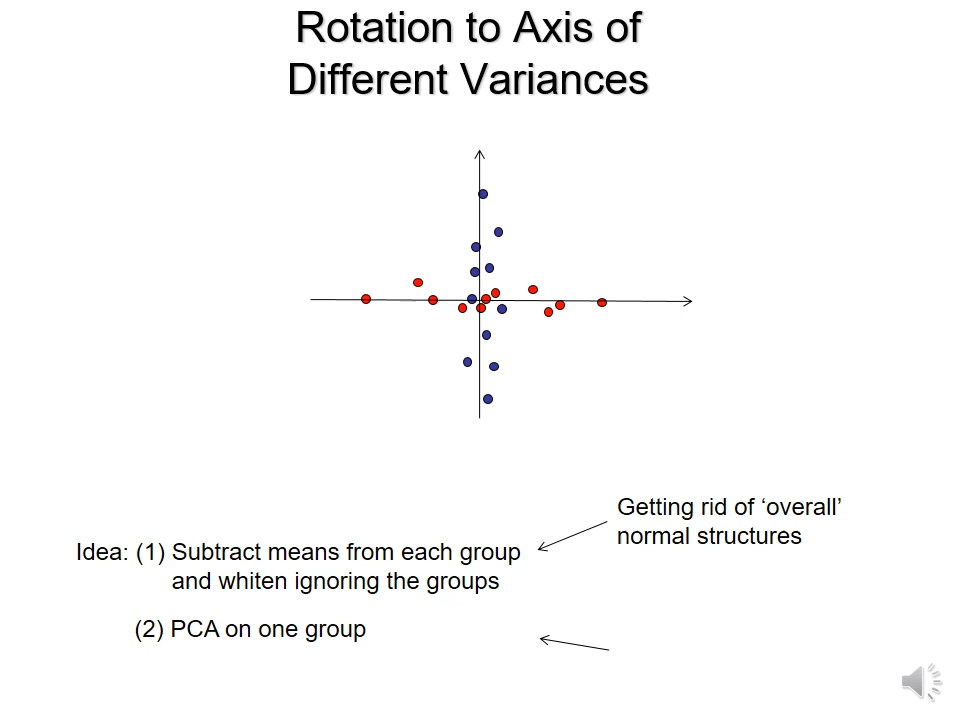 Rotation to Axis of
Different Variances
Getting rid of ‘overall’
normal structures
Idea: (1) Subtract means from each group
and whiten ignoring the groups
(2) PCA on one group